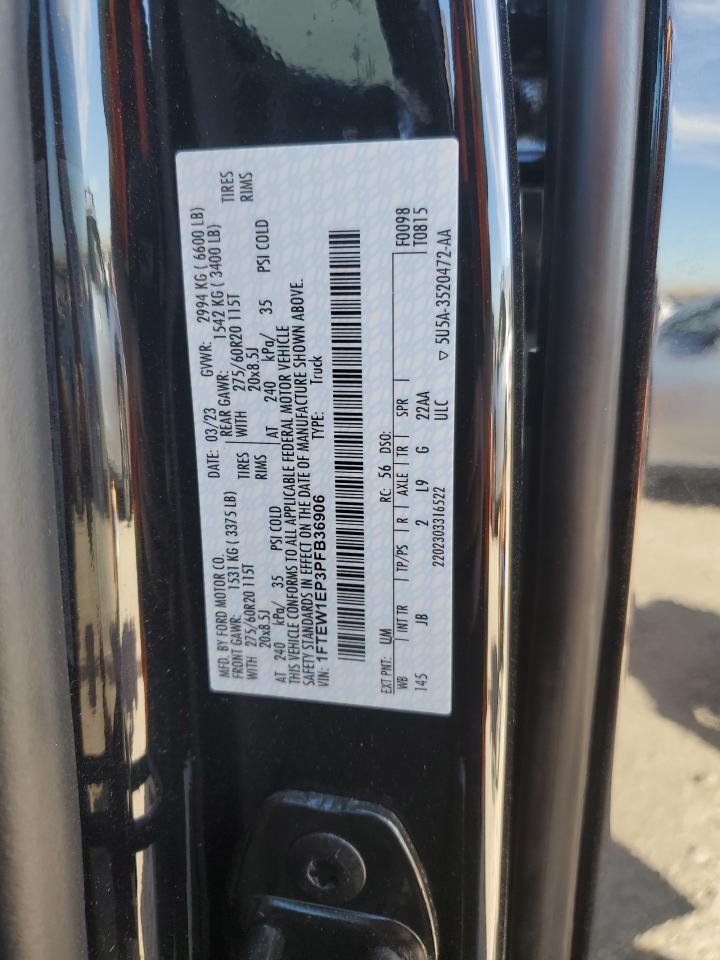 MFD. BY FORD MOTOR CO. DATE: 03/23 GVWR: 2994 KG ( 6600 LB)
FRONT GAWR: 1531 KG ( 3375 LB) REAR GAWR: 1542 KG ( 3400 LB)
WITH 275/60R20 115T TIRES WITH 275/60R20 115T TIRES
20x8.5J RIMS 20x8.5J RIMS
AT 240 kPa/ 35 PSI COLD AT 240 kPa/ 35 PSI COLD
THIS VEHICLE CONFORMS TO ALL APPLICABLE FEDERAL MOTOR VEHICLE
SAFETY STANDARDS IN EFFECT ON THE DATE OF MANUFACTURE SHOWN ABOVE.
VIN: 1FTEW1EP3PFB36906 TYPE: Truck
EXT PNT: UM RC: 56 DSO: F0098
WB INT TR TP/PS R AXLE TR SPR T0815
145 JB 2 L9 G 22AA
2202303316522 ULC
5U5A-3520472-AA